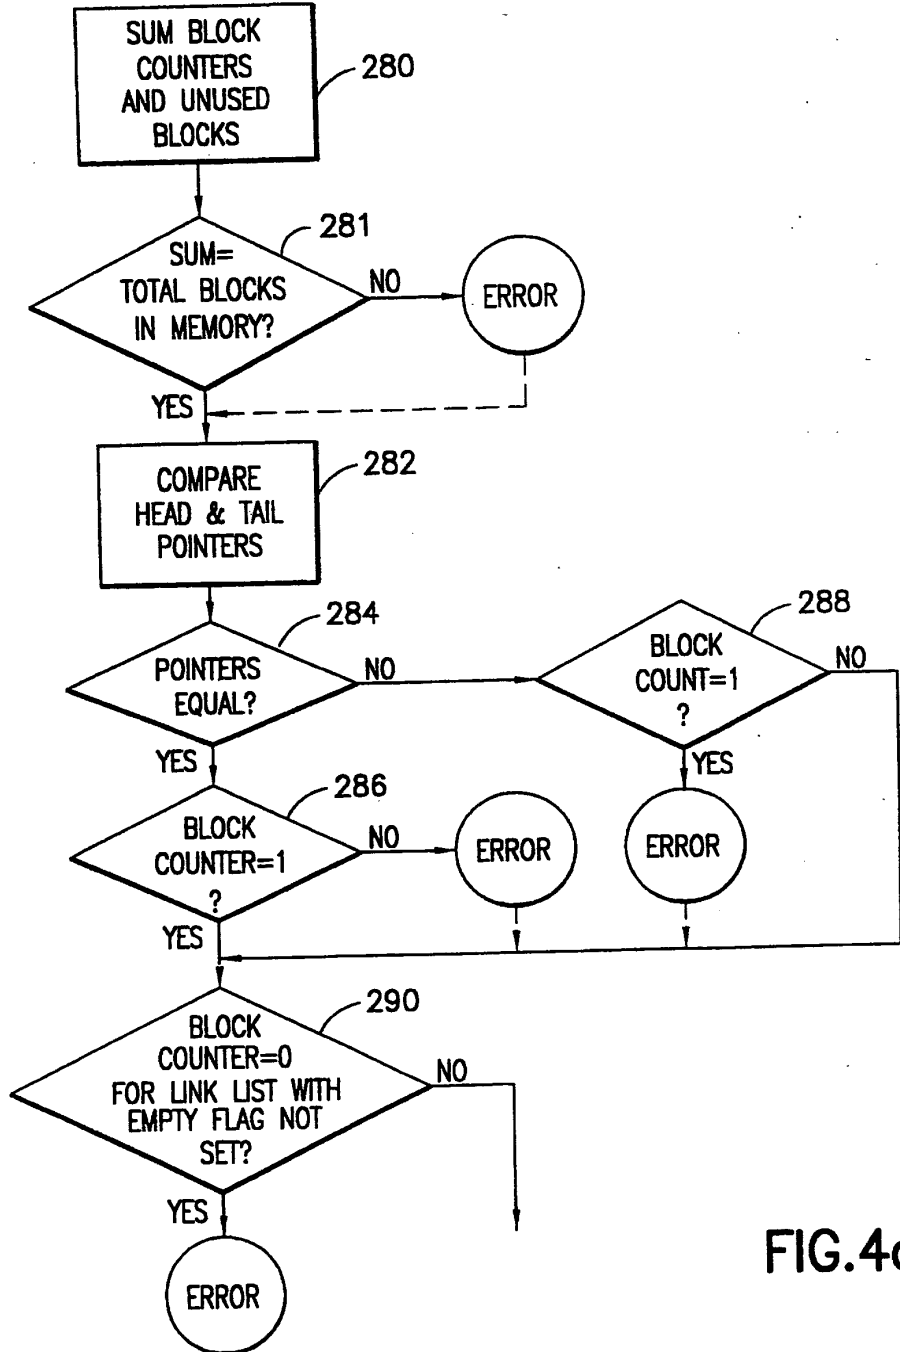 SUM BLOCK
COUNTERS
AND UNUSED
BLOCKS
280
SUM=
TOTAL BLOCKS
IN MEMORY?
281
NO
ERROR
YES
COMPARE
HEAD & TAIL
POINTERS
282
POINTERS
EQUAL?
284
NO
BLOCK
COUNT=1
?
288
NO
YES
YES
BLOCK
COUNTER=1
?
286
NO
ERROR
ERROR
YES
BLOCK
COUNTER=0
FOR LINK LIST WITH
EMPTY FLAG NOT
SET?
290
NO
YES
ERROR
FIG.4